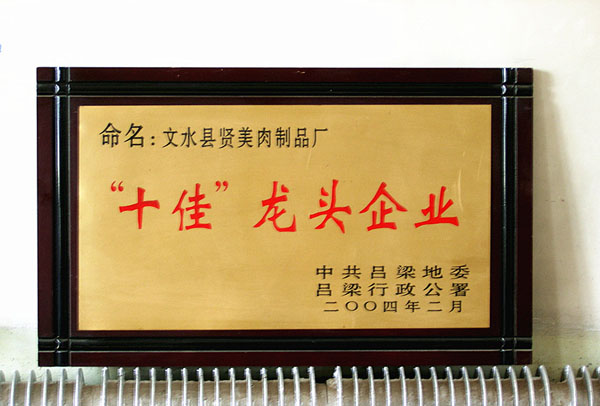 命名：文水县贤美肉制品厂
“十佳”龙头企业
中共吕梁地委
吕梁行政公署
二〇〇四年二月